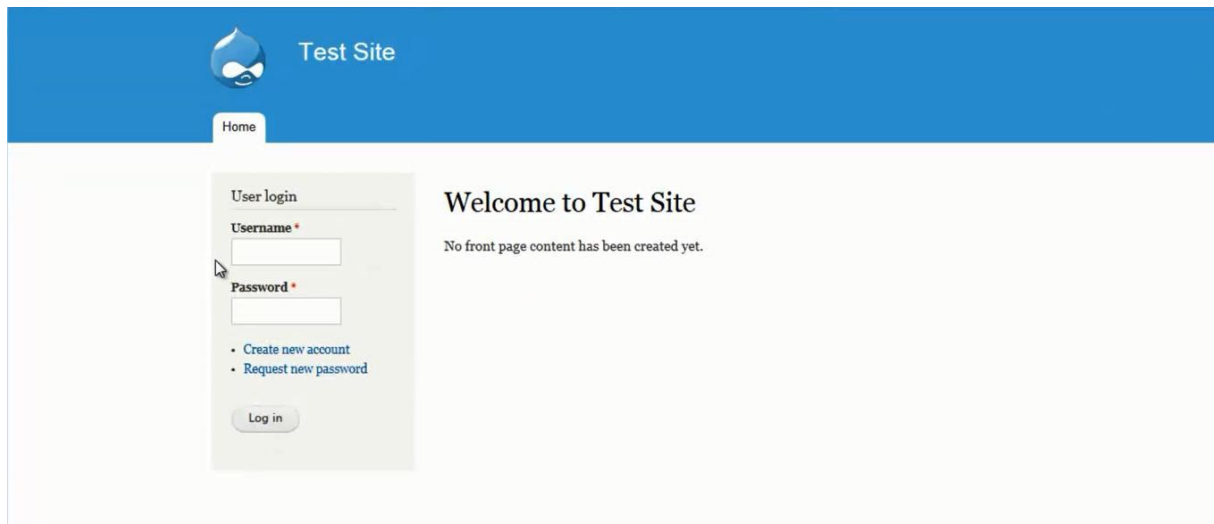 Test Site
Home
User login
Username *
Password *
• Create new account
• Request new password
Log in
Welcome to Test Site
No front page content has been created yet.